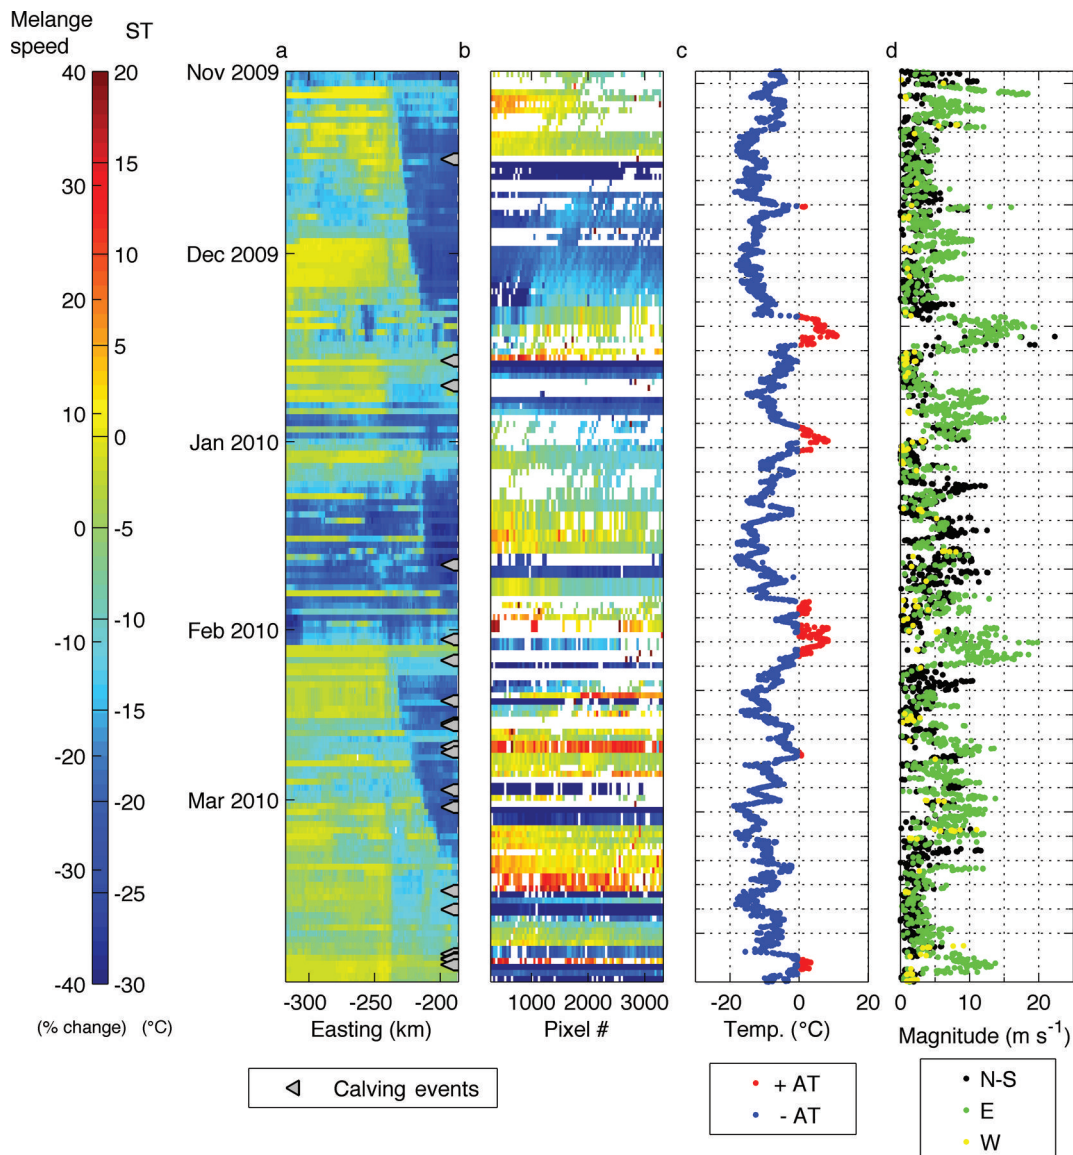 Melange speed
ST
a
b
c
d
40
30
20
10
0
-10
-20
-30
-40
20
15
10
5
0
-5
-10
-15
-20
-25
-30
(% change)
(°C)
Nov 2009
Dec 2009
Jan 2010
Feb 2010
Mar 2010
-300 -250 -200
Easting (km)
1000 2000 3000
Pixel #
-20 0 20
Temp. (°C)
0 10 20
Magnitude (m s⁻¹)
Calving events
+ AT
- AT
N-S
E
W